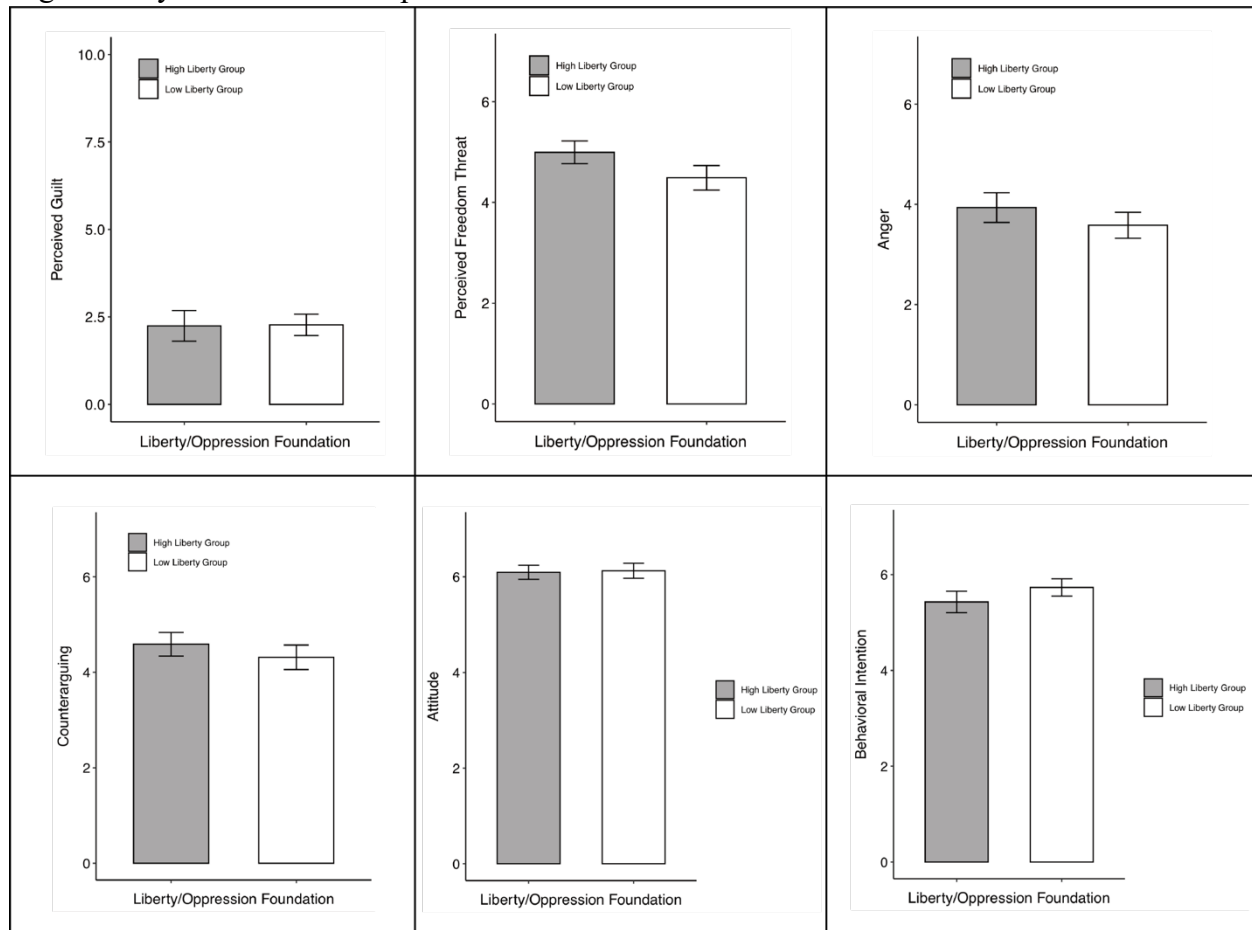 High Liberty Group
Low Liberty Group
10.0
7.5
5.0
2.5
0.0
Perceived Guilt
Liberty/Oppression Foundation
High Liberty Group
Low Liberty Group
6
4
2
0
Perceived Freedom Threat
Liberty/Oppression Foundation
High Liberty Group
Low Liberty Group
6
4
2
0
Anger
Liberty/Oppression Foundation
High Liberty Group
Low Liberty Group
6
4
2
0
Counterarguing
Liberty/Oppression Foundation
6
4
2
0
Attitude
High Liberty Group
Low Liberty Group
Liberty/Oppression Foundation
6
4
2
0
Behavioral Intention
High Liberty Group
Low Liberty Group
Liberty/Oppression Foundation